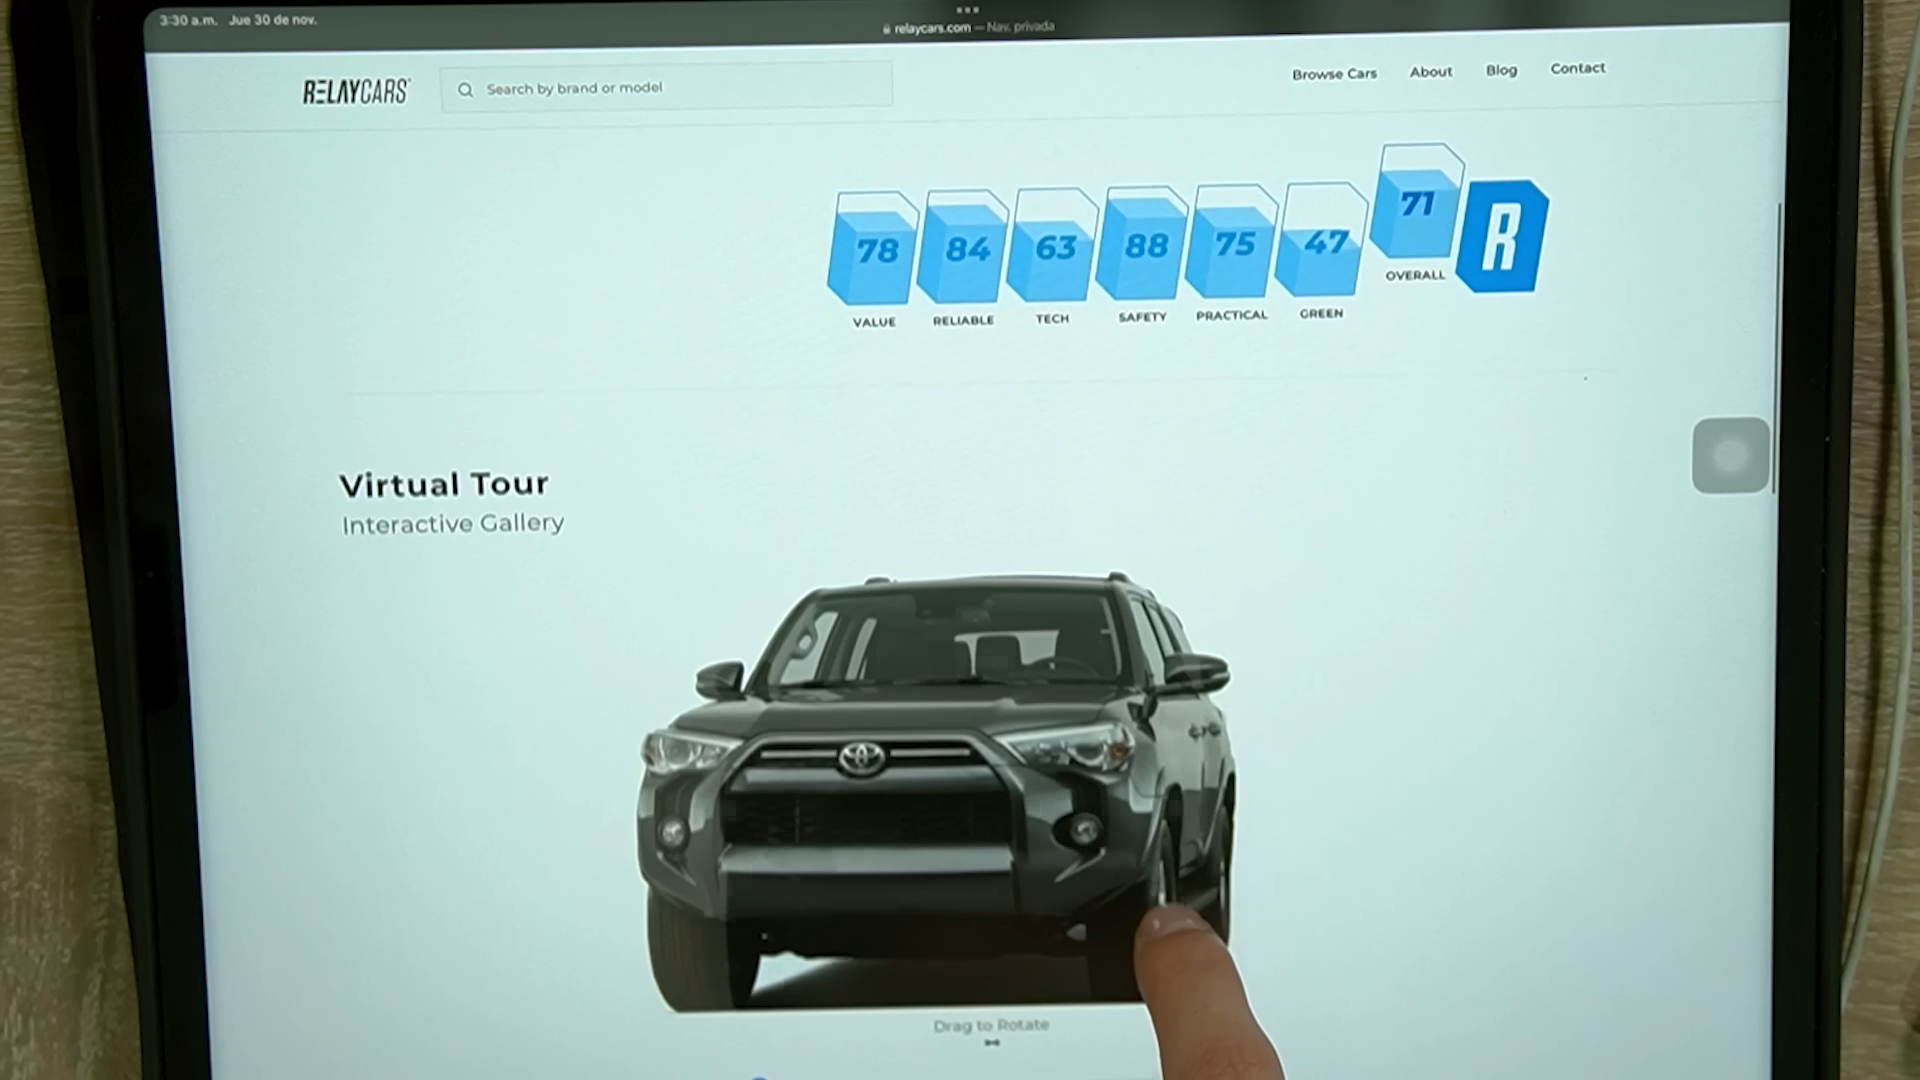 3:30 a.m. Jue 30 de nov.
relaycars.com — Nav. privada
RELAYCARS
Search by brand or model
Browse Cars About Blog Contact
78 84 63 88 75 47 71 R
VALUE RELIABLE TECH SAFETY PRACTICAL GREEN OVERALL
Virtual Tour
Interactive Gallery
Drag to Rotate